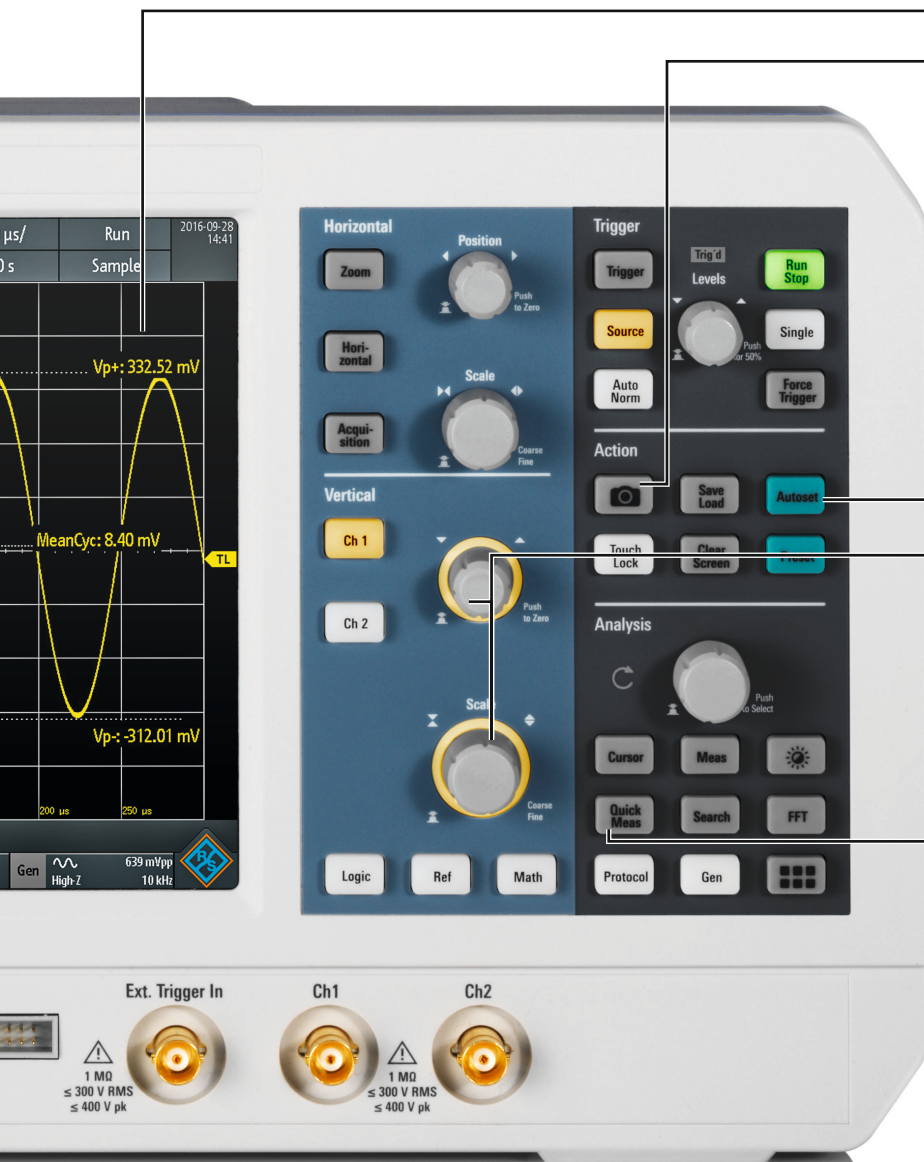 µs/
Run
2016-09-28
14:41
0 s
Sample
Vp+: 332.52 mV
MeanCyc: 8.40 mV
TL
Vp-: -312.01 mV
200 µs
250 µs
Gen
639 mVpp
High-Z
10 kHz
R&S
Horizontal
Position
Zoom
Push
to Zero
Hori-
zontal
Scale
Acqui-
sition
Coarse
Fine
Vertical
Ch 1
Push
to Zero
Ch 2
Scale
Coarse
Fine
Logic
Ref
Math
Trigger
Trigger
Trig'd
Levels
Run
Stop
Source
Single
Push
for 50%
Auto
Norm
Force
Trigger
Action
Save
Load
Autoset
Touch
Lock
Clear
Screen
Preset
Analysis
Push
to Select
Cursor
Meas
Quick
Meas
Search
FFT
Protocol
Gen
Ext. Trigger In
Ch1
Ch2
1 MΩ
≤ 300 V RMS
≤ 400 V pk
1 MΩ
≤ 300 V RMS
≤ 400 V pk